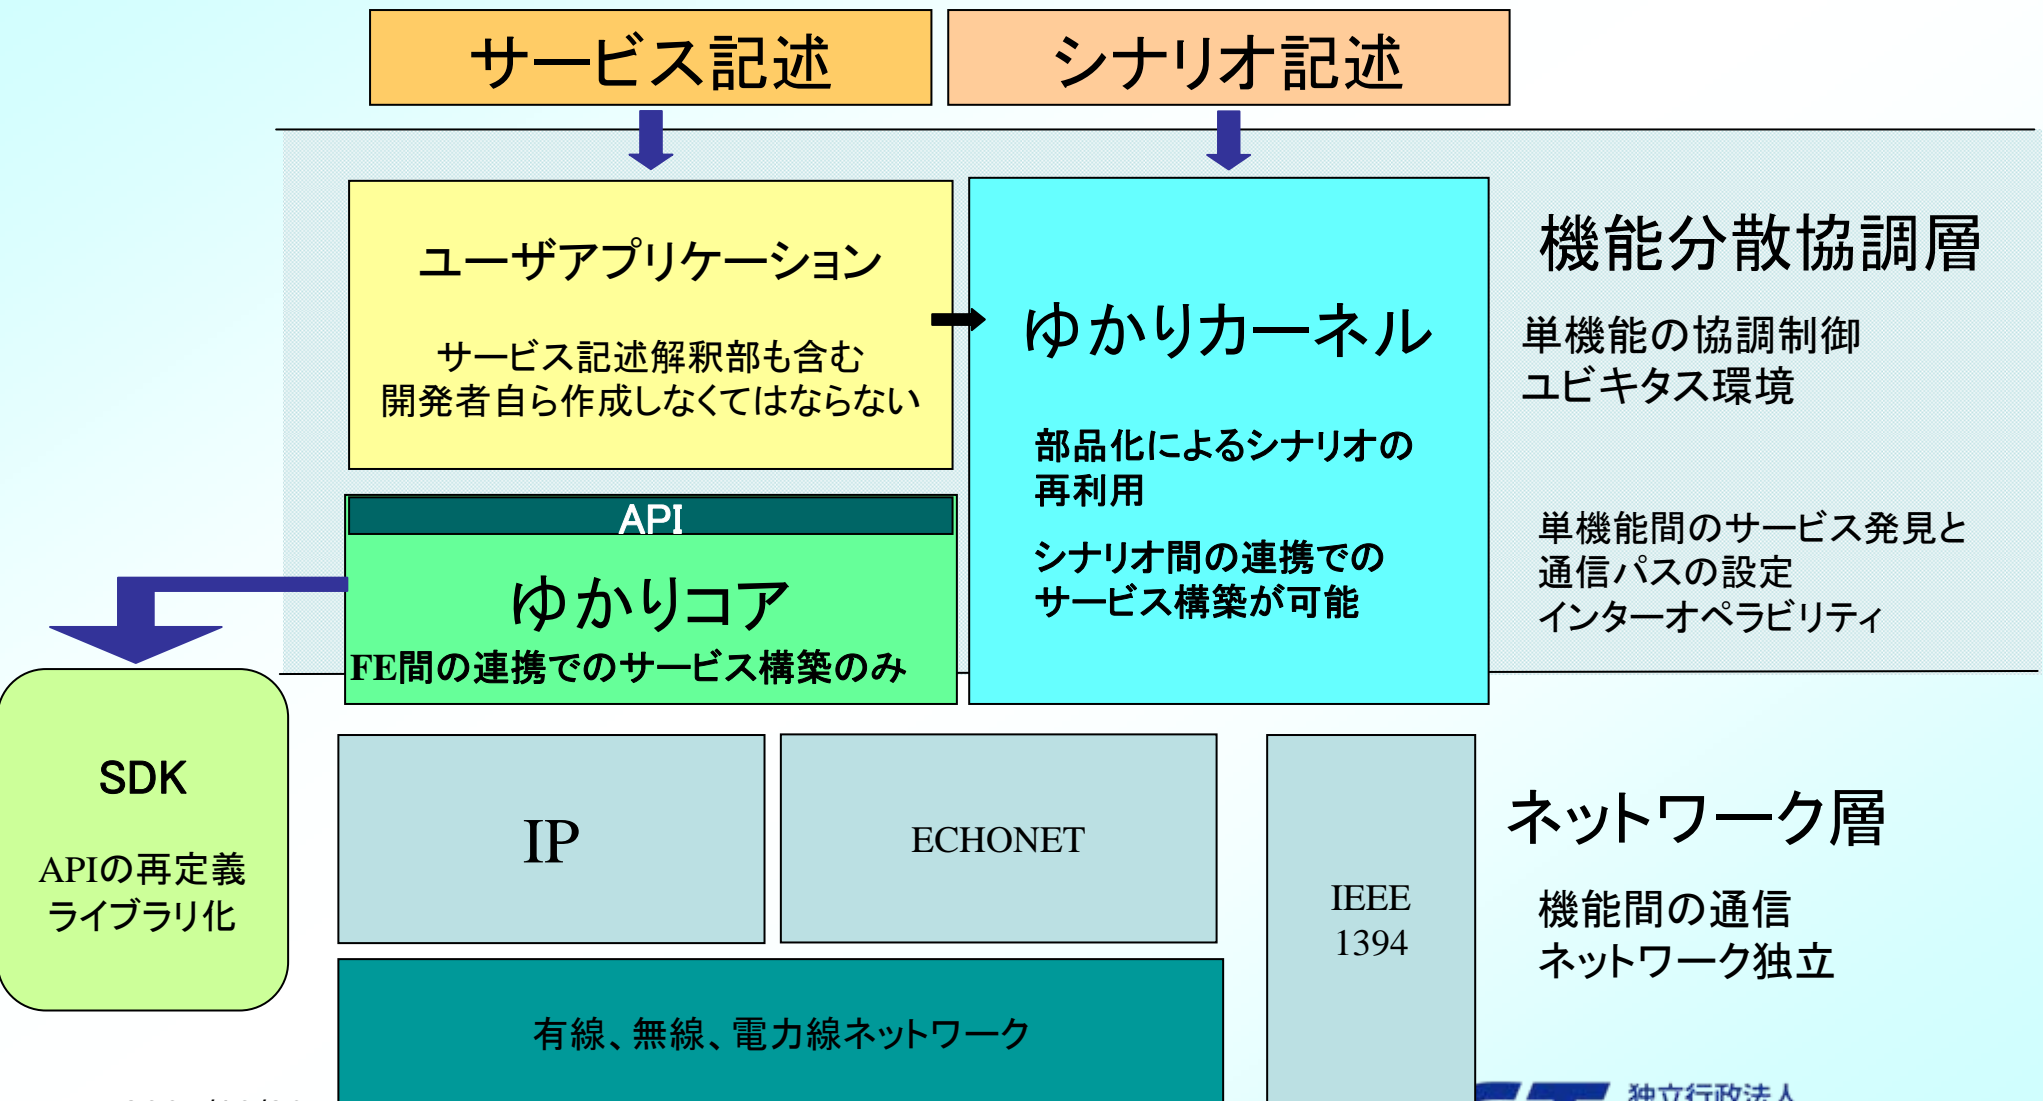 サービス記述
シナリオ記述
ユーザアプリケーション
サービス記述解釈部も含む
開発者自ら作成しなくてはならない
ゆかりカーネル
部品化によるシナリオの
再利用
シナリオ間の連携での
サービス構築が可能
機能分散協調層
単機能の協調制御
ユビキタス環境
単機能間のサービス発見と
通信パスの設定
インターオペラビリティ
API
ゆかりコア
FE間の連携でのサービス構築のみ
SDK
APIの再定義
ライブラリ化
IP
ECHONET
IEEE
1394
ネットワーク層
機能間の通信
ネットワーク独立
有線、無線、電力線ネットワーク
独立行政法人